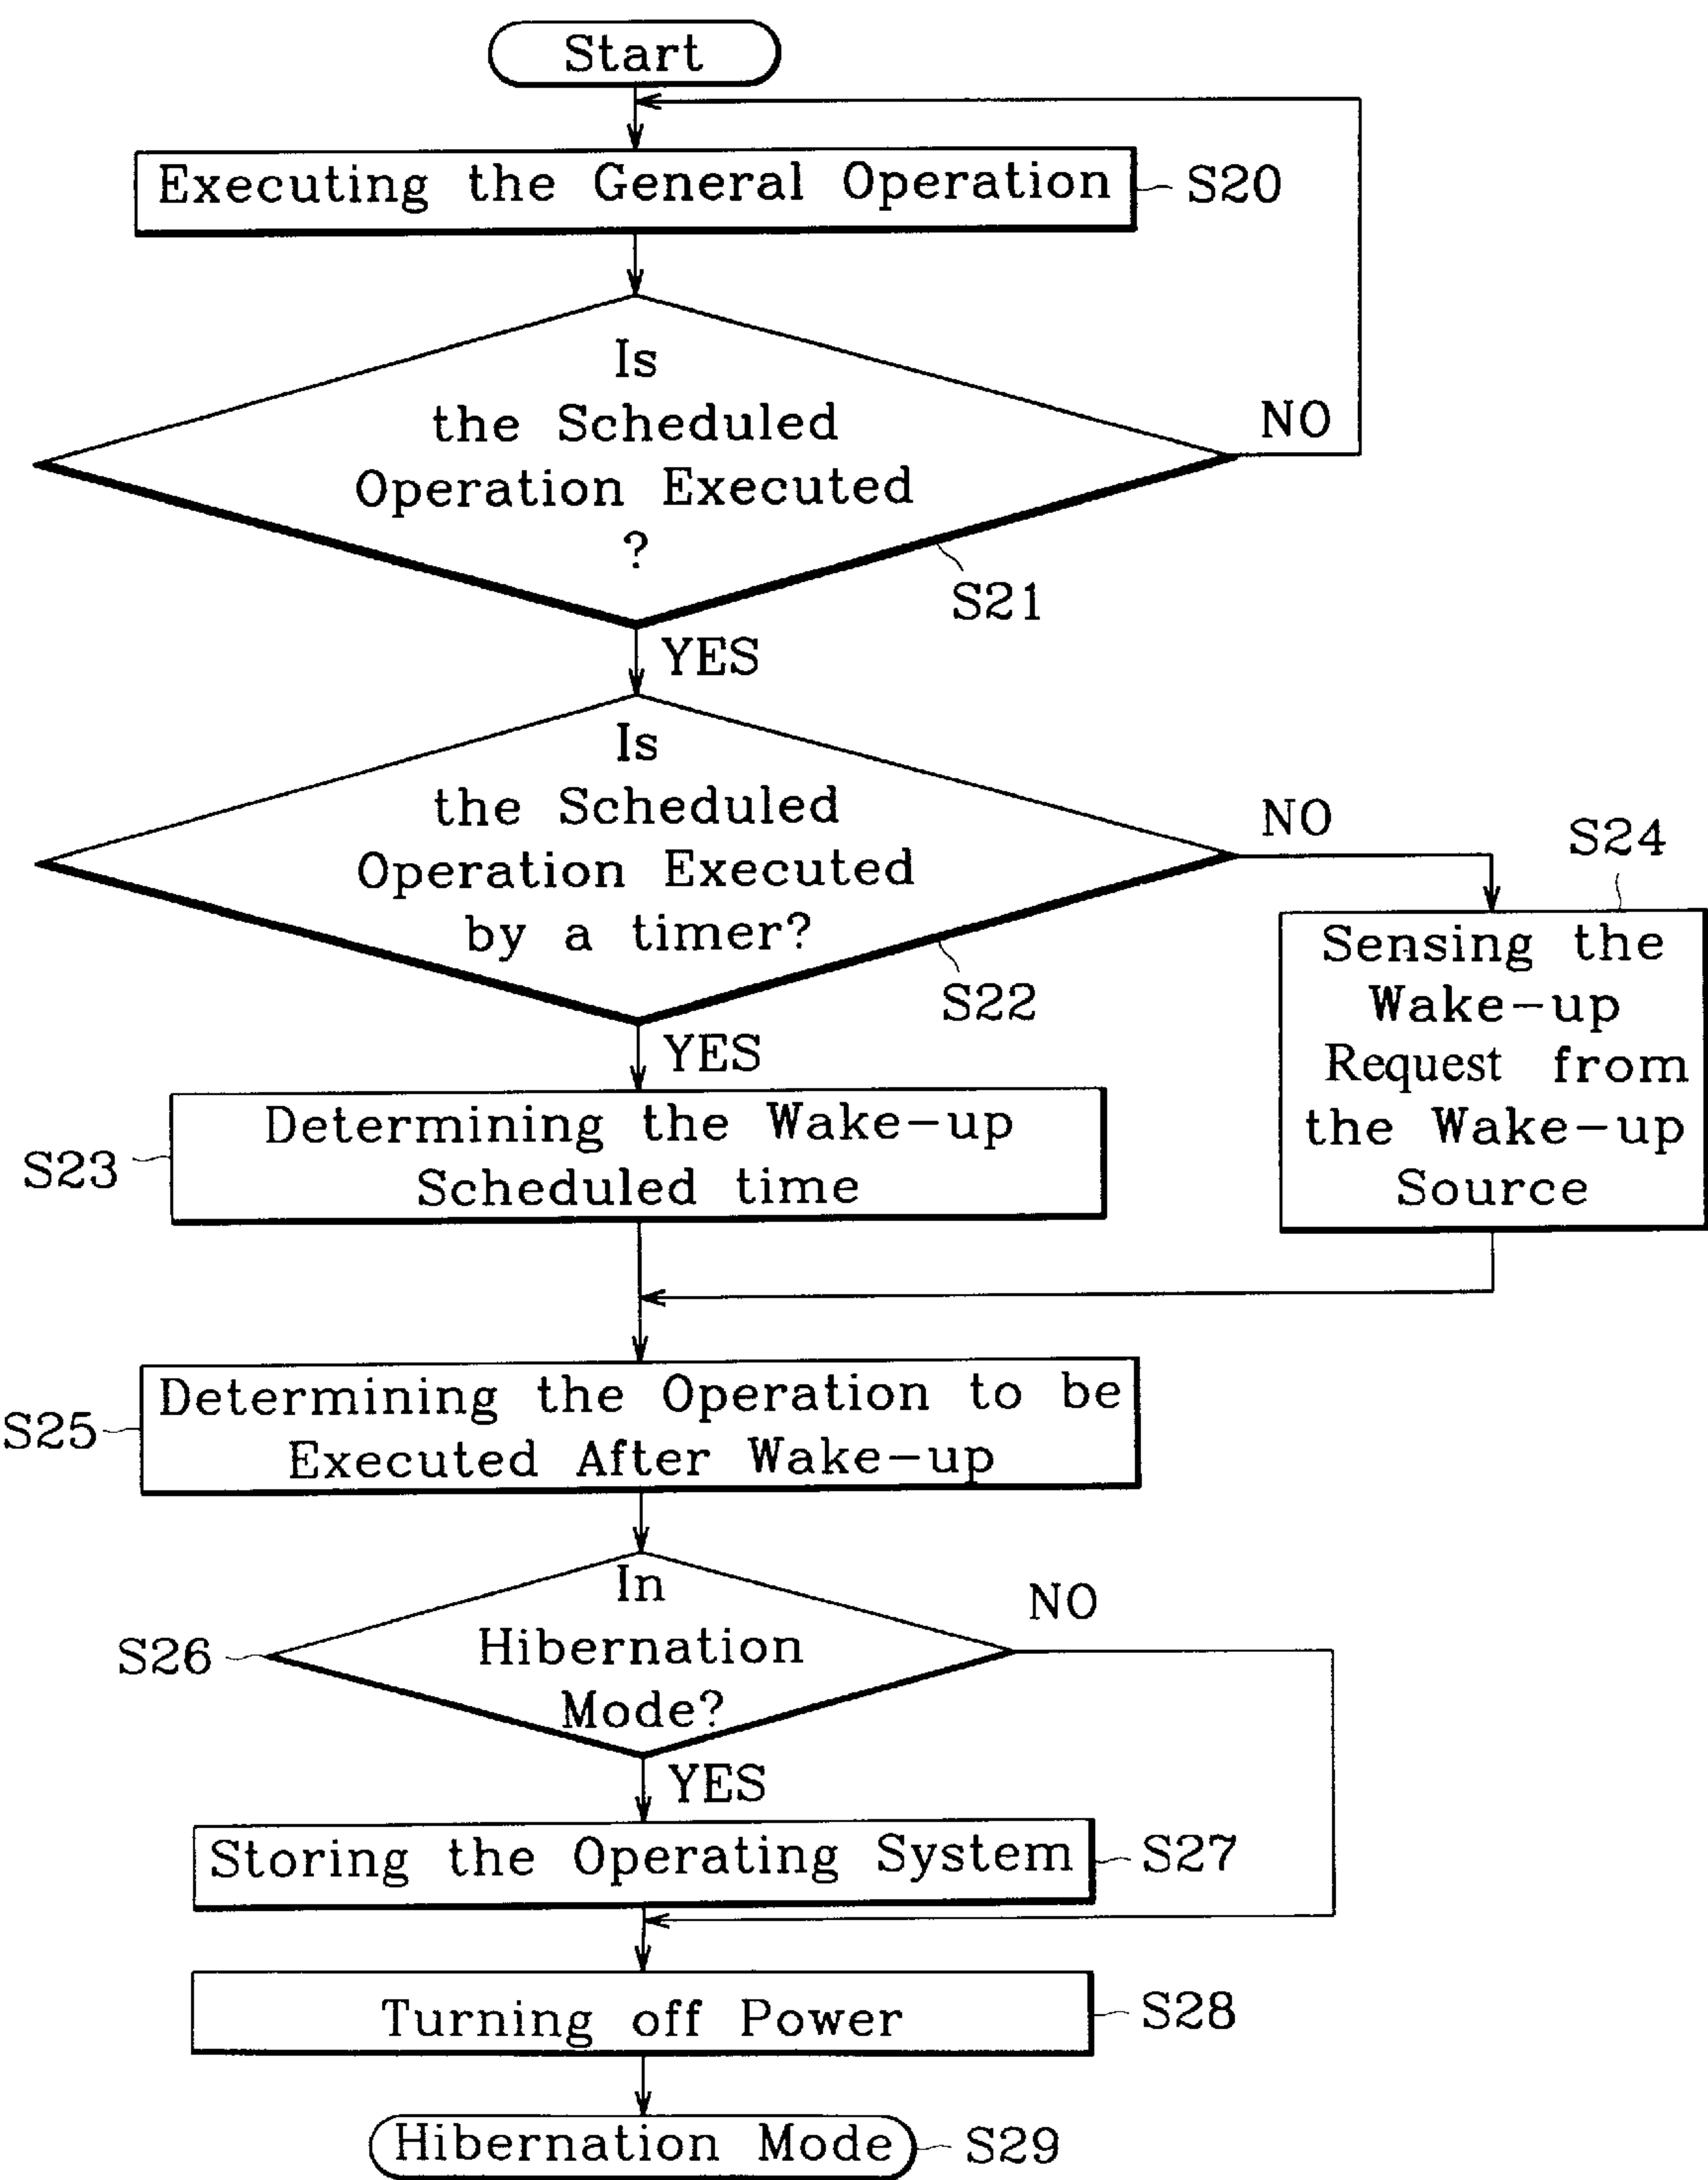 Start
Executing the General Operation
S20
Is
the Scheduled
Operation Executed
?
NO
S21
YES
Is
the Scheduled
Operation Executed
by a timer?
NO
S22
S24
Sensing the
Wake-up
Request from
the Wake-up
Source
YES
Determining the Wake-up
Scheduled time
S23
Determining the Operation to be
Executed After Wake-up
S25
In
Hibernation
Mode?
NO
S26
YES
Storing the Operating System
S27
Turning off Power
S28
Hibernation Mode
S29